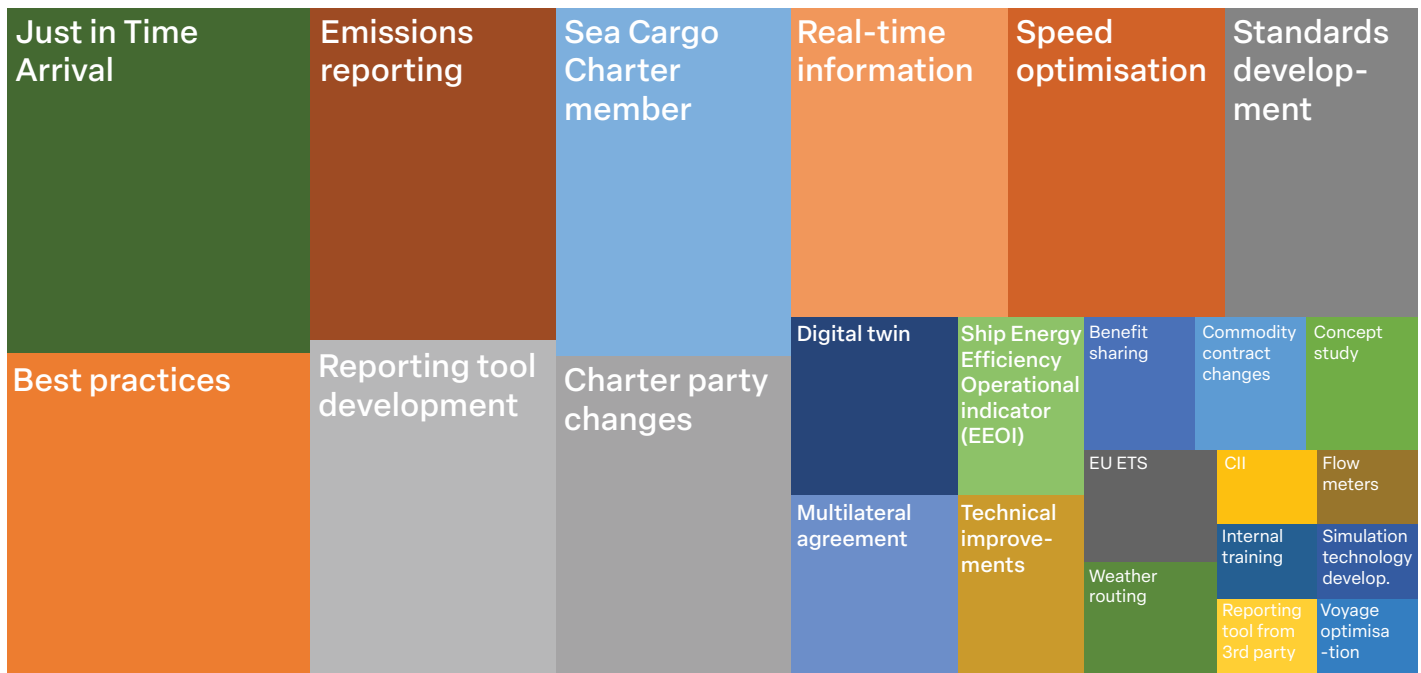 Just in Time
Arrival
Emissions
reporting
Sea Cargo
Charter
member
Real-time
information
Speed
optimisation
Standards
develop-
ment
Best practices
Reporting tool
development
Charter party
changes
Digital twin
Ship Energy
Efficiency
Operational
indicator
(EEOI)
Benefit
sharing
Commodity
contract
changes
Concept
study
Multilateral
agreement
Technical
improve-
ments
EU ETS
CII
Flow
meters
Internal
training
Simulation
technology
develop.
Weather
routing
Reporting
tool from
3rd party
Voyage
optimisa
-tion